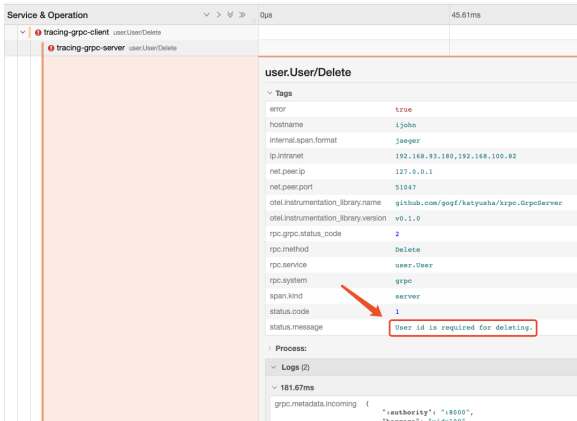 Service & Operation
0μs
45.61ms
tracing-grpc-client user.User/Delete
tracing-grpc-server user.User/Delete
user.User/Delete
Tags
error true
hostname ijohn
internal.span.format jaeger
ip.intranet 192.168.93.180,192.168.100.82
net.peer.ip 127.0.0.1
net.peer.port 51047
otel.instrumentation_library.name github.com/gogf/katyusha/krpc.GrpcServer
otel.instrumentation_library.version v0.1.0
rpc.grpc.status_code 2
rpc.method Delete
rpc.service user.User
rpc.system grpc
span.kind server
status.code 1
status.message User id is required for deleting.
Process:
Logs (2)
181.67ms
grpc.metadata.incoming {
":authority": ":8000",